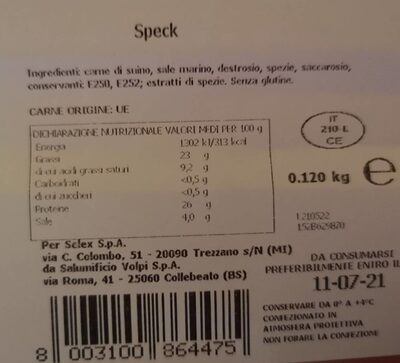 Speck
Ingredienti: carne di suino, sale marino, destrosio, spezie, saccarosio,
conservanti: E250, E252; estratti di spezie. Senza glutine.
CARNE ORIGINE: UE
DICHIARAZIONE NUTRIZIONALE VALORI MEDI PER 100 g
Energia 1302 kJ/313 kcal
Grassi 23 g
di cui acidi grassi saturi 9,2 g
Carboidrati <0,5 g
di cui zuccheri <0,5 g
Proteine 26 g
Sale 4,0 g
IT
210-L
CE
0.120 kg e
L210522
Per Sclex S.p.A.
via C. Colombo, 51 - 20090 Trezzano s/N (MI)
da Salumificio Volpi S.p.A.
via Roma, 41 - 25060 Collebeato (BS)
DA CONSUMARSI
PREFERIBILMENTE ENTRO IL
11-07-21
CONSERVARE DA 0° A +4°C
CONFEZIONATO IN
ATMOSFERA PROTETTIVA
NON FORARE LA CONFEZIONE
8 003100 864475